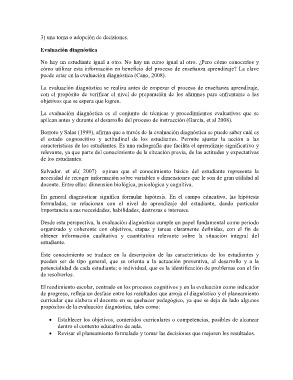 3) una toma o adopción de decisiones.
Evaluación diagnóstica
No hay un estudiante igual a otro. No hay un curso igual al otro. ¿Pero cómo conocerlos y
cómo utilizar esta información en beneficio del proceso de enseñanza aprendizaje? La clave
puede estar en la evaluación diagnóstica (Cano, 2008).
La evaluación diagnóstica se realiza antes de empezar el proceso de enseñanza aprendizaje,
con el propósito de verificar el nivel de preparación de los alumnos para enfrentarse a los
objetivos que se espera que logren.
La evaluación diagnóstica es el conjunto de técnicas y procedimientos evaluativos que se
aplican antes y durante el desarrollo del proceso de instrucción (García, et al. 2008).
Borroto y Salas (1999), afirma que a través de la evaluación diagnóstica se puede saber cuál es
el estado cognoscitivo y actitudinal de los estudiantes. Permite ajustar la acción a las
características de los estudiantes. Es una radiografía que facilita el aprendizaje significativo y
relevante, ya que parte del conocimiento de la situación previa, de las actitudes y expectativas
de los estudiantes.
Salvador. et al,( 2007) opinan que el conocimiento básico del estudiante representa la
necesidad de recoger información sobre variables o dimensiones que le sea de gran utilidad al
docente. Entre ellas: dimensión biológica, psicológica y cognitiva.
En general diagnosticar significa formular hipótesis. En el campo educativo, las hipótesis
formuladas, se relaciona con el nivel de aprendizaje del estudiante, dando particular
importancia a sus necesidades, habilidades, destrezas e intereses.
Desde esta perspectiva, la evaluación diagnóstica cumple un papel fundamental como periodo
organizado y coherente con objetivos, etapas y tareas claramente definidas, con el fin de
obtener información cualitativa y cuantitativa relevante sobre la situación integral del
estudiante.
Este conocimiento se traduce en la descripción de las características de los estudiantes y
pueden ser de tipo general, que se orienta a la actuación preventiva, al desarrollo y a la
potencialidad de cada estudiante; o individual, que es la identificación de problemas con el fin
de resolverlos.
El rendimiento escolar, centrado en los procesos cognitivos y en la evaluación como indicador
de progreso, refleja un desfase entre los resultados que arroja el diagnóstico y el planeamiento
curricular que elabora el docente en su quehacer pedagógico, ya que se deja de lado algunos
propósitos de la evaluación diagnóstica, tales como:
• Establecer los objetivos, contenidos curriculares o competencias, posibles de alcanzar
dentro el contexto educativo de aula.
• Revisar el planeamiento formulado y tomar las decisiones que mejoren los resultados.